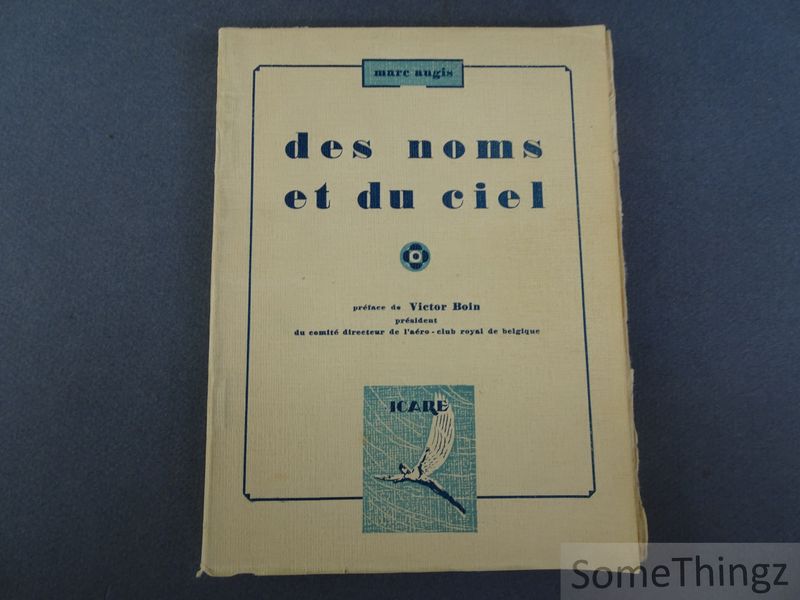 marc augis
des noms
et du ciel
préface de Victor Boin
président
du comité directeur de l'aéro-club royal de belgique
ICARE
SomeThingz